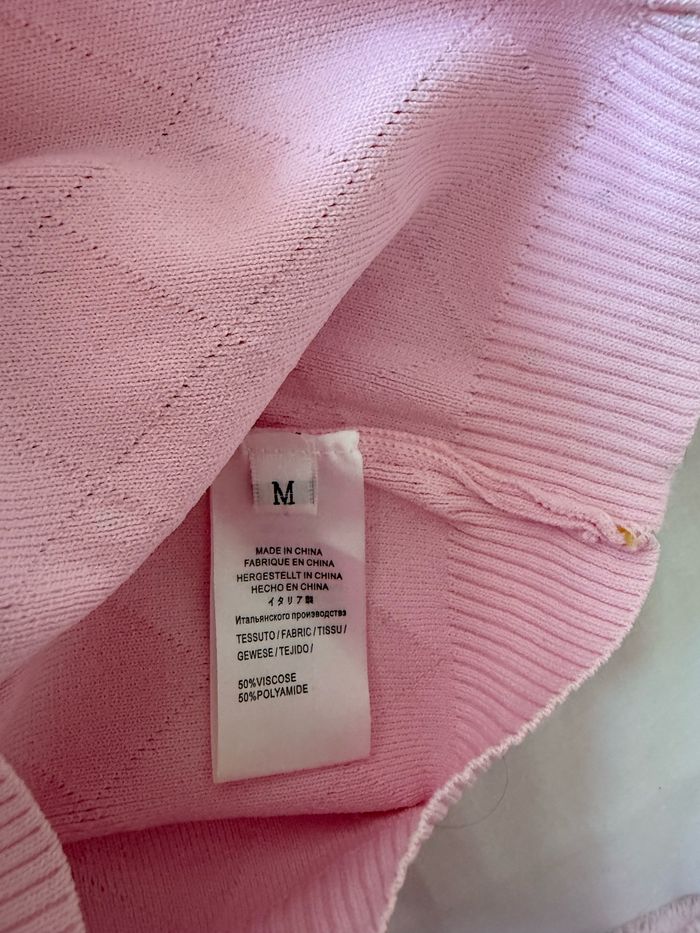 M
MADE IN CHINA
FABRIQUE EN CHINA
HERGESTELLT IN CHINA
HECHO EN CHINA
イタリア製
Итальянского производства
TESSUTO / FABRIC / TISSU /
GEWESE / TEJIDO /
50%VISCOSE
50%POLYAMIDE